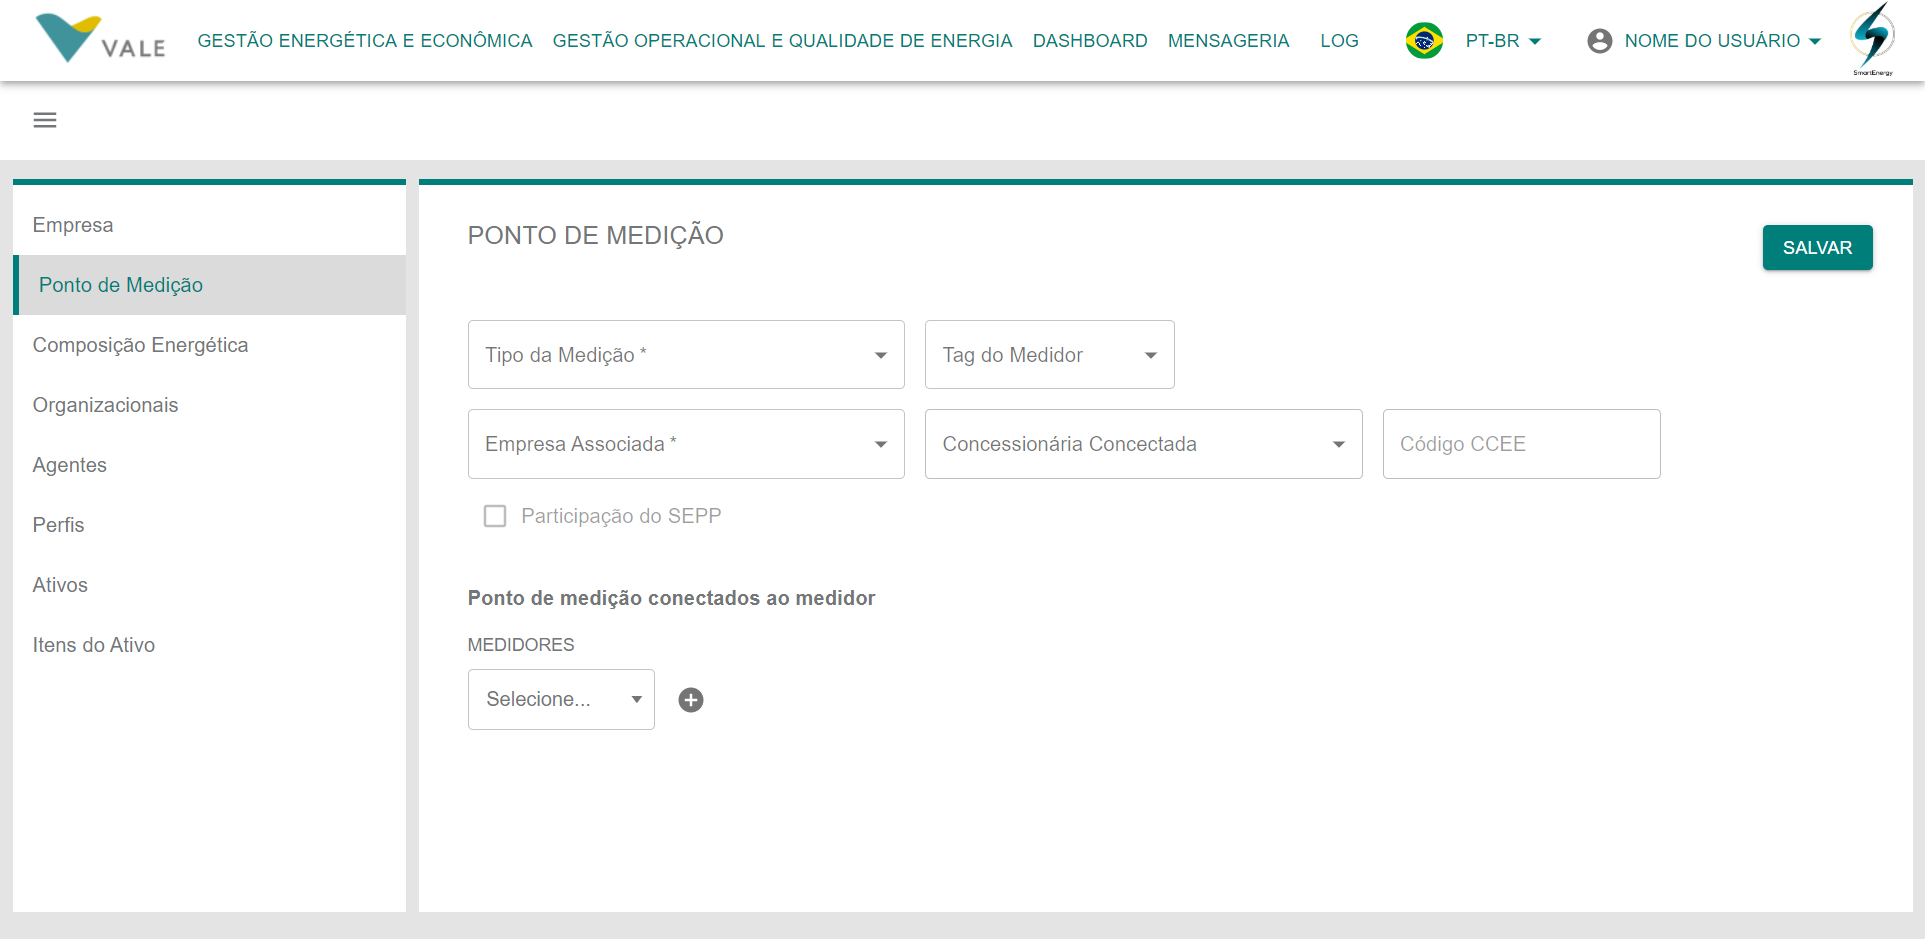 VALE
GESTÃO ENERGÉTICA E ECONÔMICA
GESTÃO OPERACIONAL E QUALIDADE DE ENERGIA
DASHBOARD
MENSAGERIA
LOG
PT-BR
NOME DO USUÁRIO
SmartEnergy
Empresa
Ponto de Medição
Composição Energética
Organizacionais
Agentes
Perfis
Ativos
Itens do Ativo
PONTO DE MEDIÇÃO
SALVAR
Tipo da Medição *
Tag do Medidor
Empresa Associada *
Concessionária Concectada
Código CCEE
Participação do SEPP
Ponto de medição conectados ao medidor
MEDIDORES
Selecione...